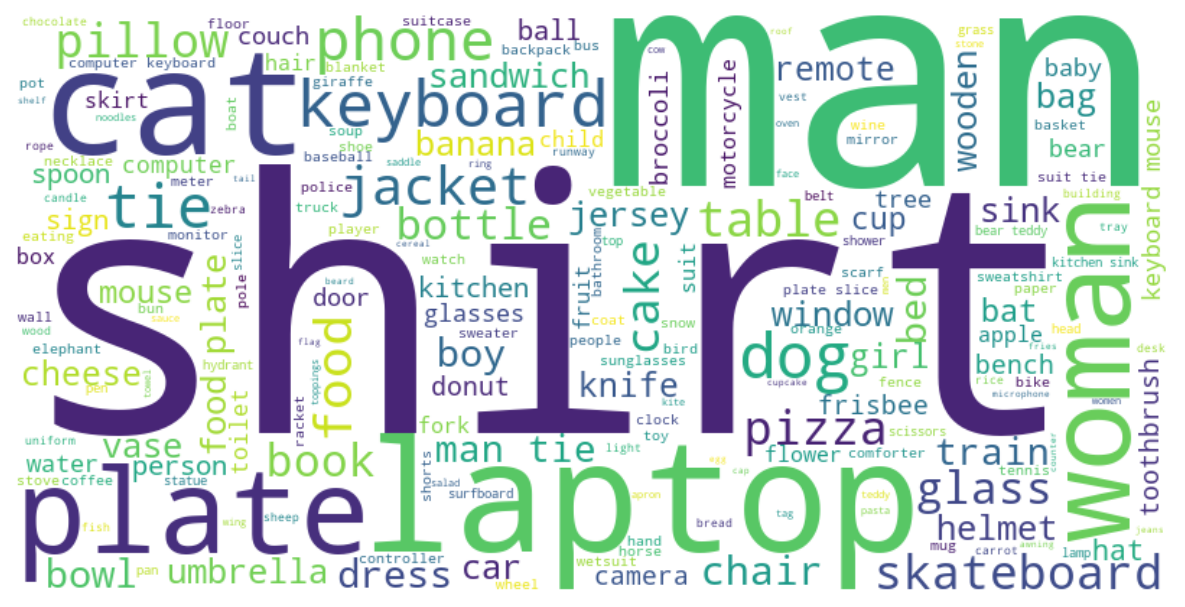 chocolate
floor
suitcase
pillow
couch
phone
ball
man
grass
roof
stone
backpack
bus
cow
computer keyboard
hair
blanket
sandwich
remote
wooden
baby
pot
cat
giraffe
keyboard
broccoli
motorcycle
vest
bag
shelf
skirt
noodles
boat
soup
shoe
banana
child
oven
wine
mirror
basket
rope
baseball
runway
bear
keyboard mouse
necklace
computer
saddle
ring
face
suit tie
spoon
meter
tail
police
jacket
vegetable
belt
building
candle
tie
zebra
truck
bottle
jersey
table
cup
tree
sink
tray
sign
player
top
bear teddy
eating
monitor
slice
cereal
bathroom
shower
box
shirt
watch
suit
kitchen sink
woman
mouse
plate
pole
beard
door
kitchen
fruit
cake
snow
scarf
men
sweatshirt
paper
bun
plate slice
bed
wall
sauce
glasses
coat
window
bat
head
wood
flag
sweater
people
orange
apple
fries
desk
elephant
boy
bird
dog
girl
hydrant
toppings
sunglasses
bench
cheese
pen
towel
food
donut
knife
cupcake
fence
rice
bike
microphone
women
food plate
racket
kite
frisbee
toothbrush
uniform
vase
toilet
fork
clock
toy
pizza
scissors
water
person
book
man tie
light
flower
comforter
train
tennis
counter
stove
coffee
statue
shorts
salad
surfboard
egg
cap
teddy
glass
plate
laptop
apron
pasta
fish
wing
sheep
bread
tag
helmet
jeans
hand
horse
mug
carrot
awning
bowl
pan
umbrella
controller
dress
car
wheel
wetsuit
camera
chair
skateboard
lamp
hat